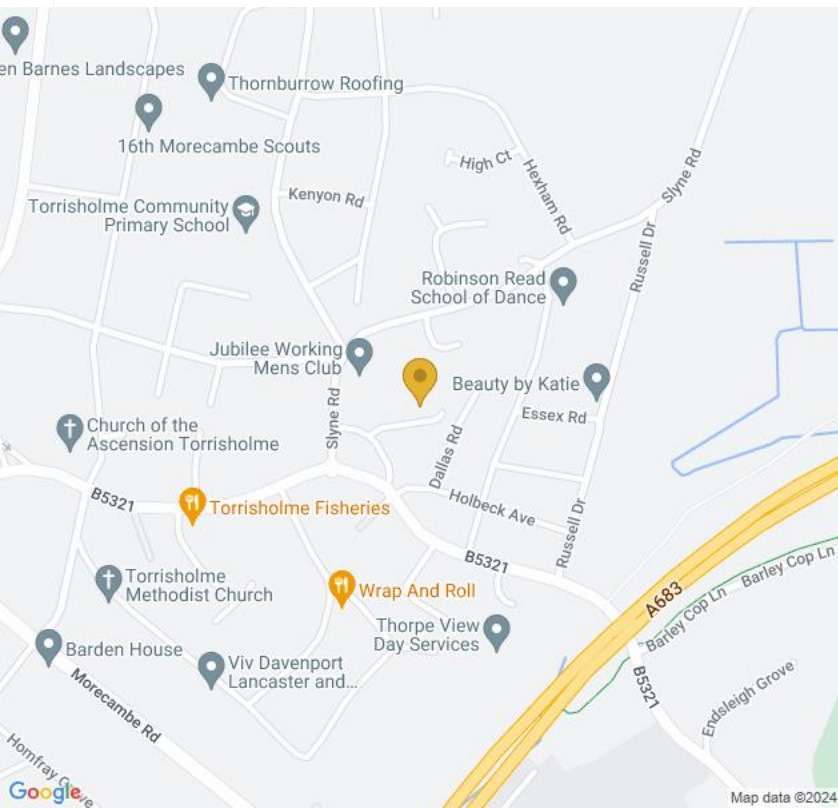 en Barnes Landscapes
Thornburrow Roofing
16th Morecambe Scouts
High Ct
Hexham Rd
Slyne Rd
Kenyon Rd
Torrisholme Community
Primary School
Russell Dr
Robinson Read
School of Dance
Jubilee Working
Mens Club
Beauty by Katie
Slyne Rd
Essex Rd
Church of the
Ascension Torrisholme
Dallas Rd
B5321
Torrisholme Fisheries
Holbeck Ave
Russell Dr
B5321
Barley Cop Ln
Torrisholme
Methodist Church
Wrap And Roll
A683
Barley Cop Ln
Thorpe View
Day Services
Barden House
Viv Davenport
Lancaster and...
B5321
Endsleigh Grove
Morecambe Rd
Homfray G
ve
Google
Map data ©2024